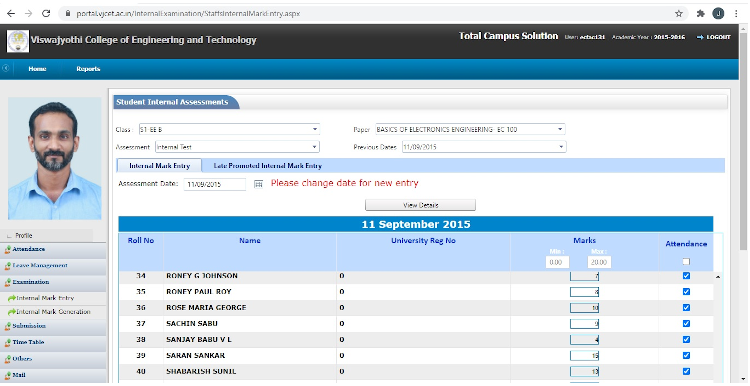 portal.vjcet.ac.in/InternalExamination/StaffsInternalMarkEntry.aspx
J
Viswajyothi College of Engineering and Technology
Total Campus Solution User: ecfac131 Academic Year : 2015-2016 LOGOUT
Home Reports
Student Internal Assessments
Class : S1-EE B Paper BASICS OF ELECTRONICS ENGINEERING- EC 100
Assessment Internal Test Previous Dates 11/09/2015
Internal Mark Entry Late Promoted Internal Mark Entry
Assessment Date: 11/09/2015 Please change date for new entry
View Details
11 September 2015
Roll No Name University Reg No Marks Attendance
Min : Max :
0.00 20.00
34 RONEY G JOHNSON 0 7
35 RONEY PAUL ROY 0 8
36 ROSE MARIA GEORGE 0 10
37 SACHIN SABU 0 9
38 SANJAY BABU V L 0 4
39 SARAN SANKAR 0 16
40 SHABARISH SUNIL 0 13
Profile
Attendance
Leave Management
Examination
Internal Mark Entry
Internal Mark Generation
Submission
Time Table
Others
Mail